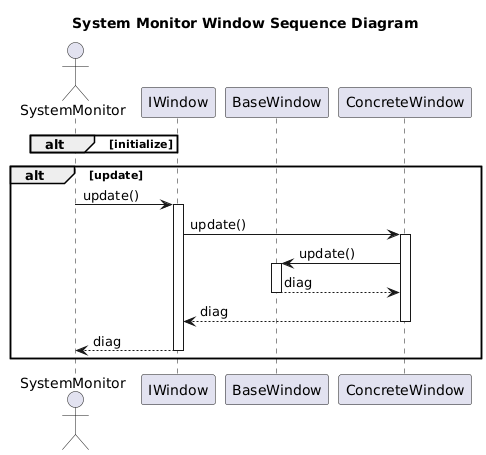 System Monitor Window Sequence Diagram
SystemMonitor
IWindow
BaseWindow
ConcreteWindow
alt [initialize]
alt [update]
update()
update()
update()
diag
diag
diag
SystemMonitor
IWindow
BaseWindow
ConcreteWindow